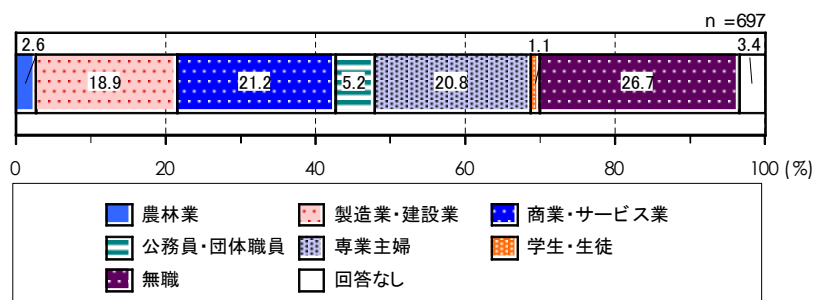 n =697
2.6 1.1 3.4
18.9 21.2 5.2 20.8 26.7
0 20 40 60 80 100 (%)
農林業 製造業・建設業 商業・サービス業
公務員・団体職員 専業主婦 学生・生徒
無職 回答なし